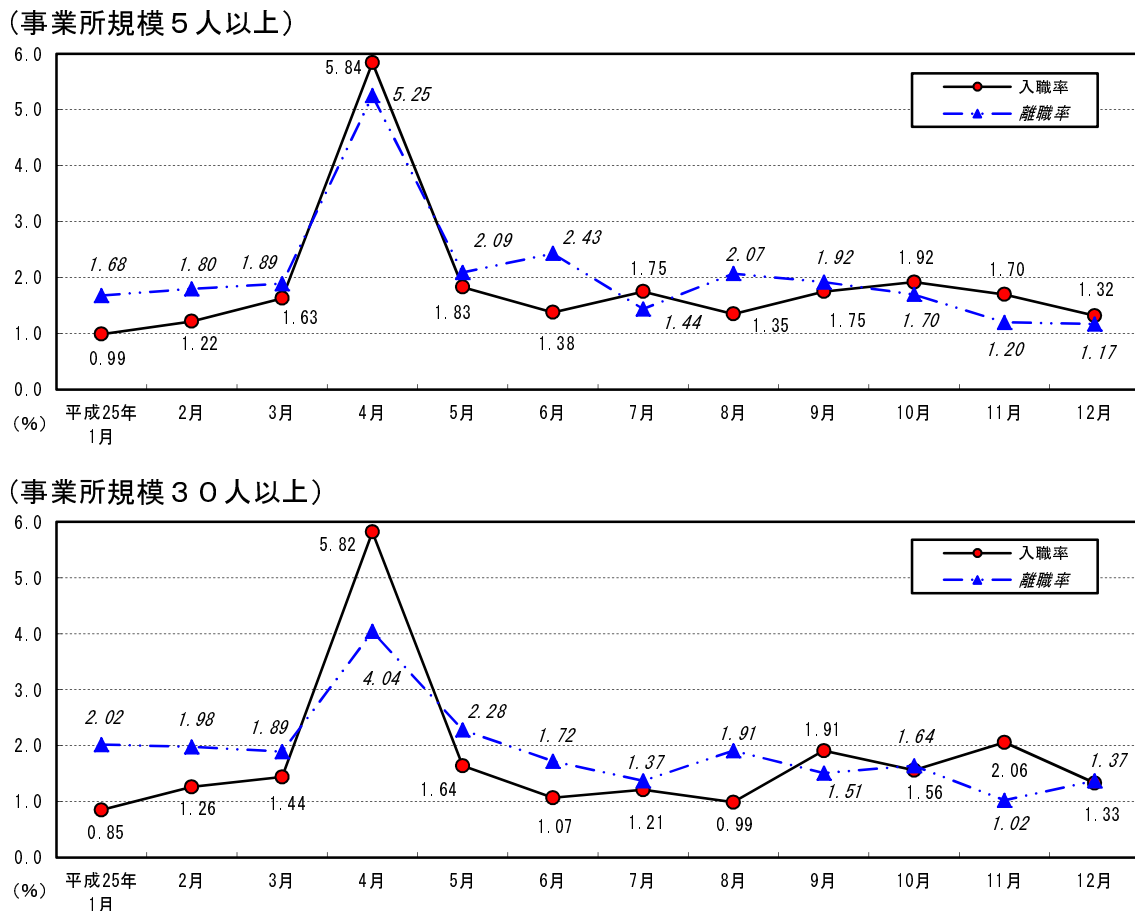 （事業所規模５人以上）
6.0
5.84
入職率
5.0
5.25
離職率
4.0
3.0
2.09
2.43
1.68
1.80
1.89
1.75
2.07
1.92
1.92
1.70
1.32
2.0
1.63
1.83
1.44
1.35
1.75
1.70
1.0
0.99
1.22
1.38
1.20
1.17
0.0
(%)
平成25年
1月
2月
3月
4月
5月
6月
7月
8月
9月
10月
11月
12月
（事業所規模３０人以上）
6.0
5.82
入職率
5.0
離職率
4.0
4.04
3.0
2.28
2.02
1.98
1.89
1.72
1.37
1.91
1.91
1.64
1.37
2.0
1.64
2.06
1.0
0.85
1.26
1.44
1.07
1.21
0.99
1.51
1.56
1.02
1.33
0.0
(%)
平成25年
1月
2月
3月
4月
5月
6月
7月
8月
9月
10月
11月
12月